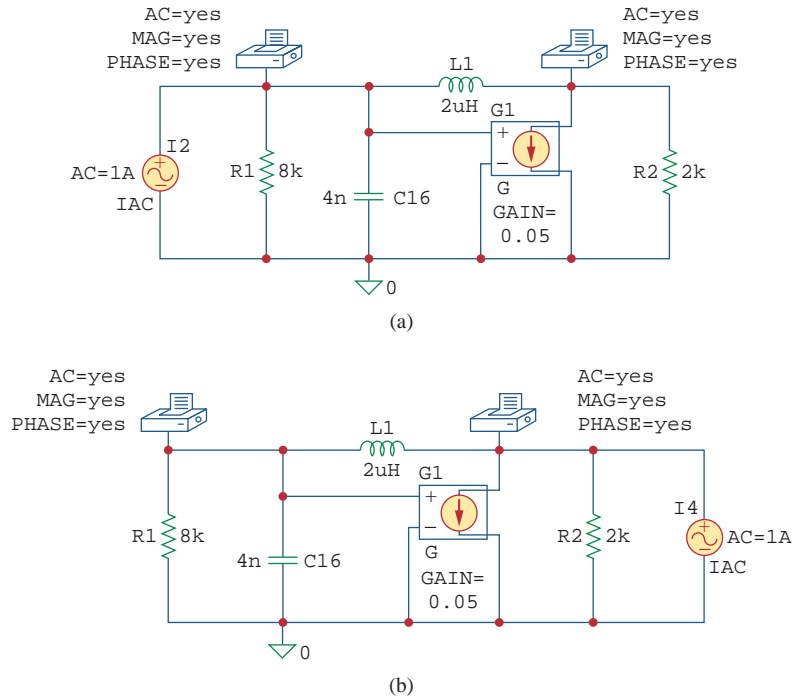 AC=yes
MAG=yes
PHASE=yes
AC=yes
MAG=yes
PHASE=yes
L1
2uH
G1
I2
AC=1A
IAC
R1
8k
4n
C16
+
−
G
GAIN=
0.05
R2
2k
0
(a)
AC=yes
MAG=yes
PHASE=yes
AC=yes
MAG=yes
PHASE=yes
L1
2uH
G1
R1
8k
4n
C16
+
−
G
GAIN=
0.05
R2
2k
I4
AC=1A
IAC
0
(b)